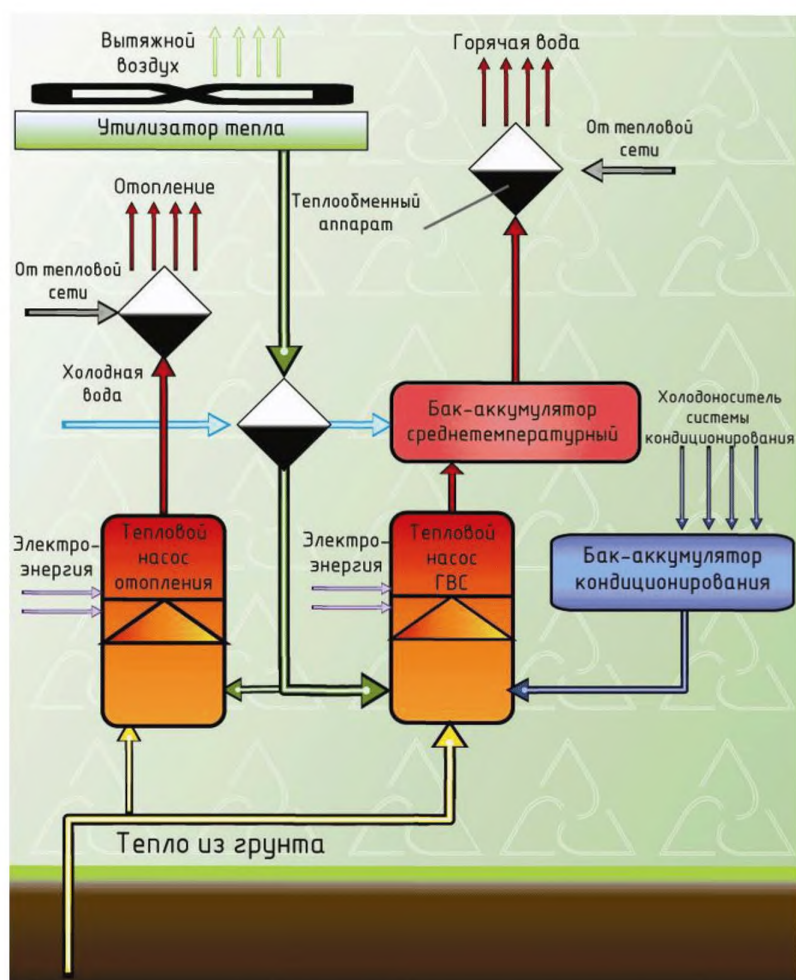 Вытяжной
воздух
Горячая вода
Утилизатор тепла
От тепловой
сети
Отопление
Теплообменный
аппарат
От тепловой
сети
Холодная
вода
Бак-аккумулятор
среднетемпературный
Холодоноситель
системы
кондиционирования
Электро-
энергия
Тепловой
насос
отопления
Электро-
энергия
Тепловой
насос
ГВС
Бак-аккумулятор
кондиционирования
Тепло из грунта